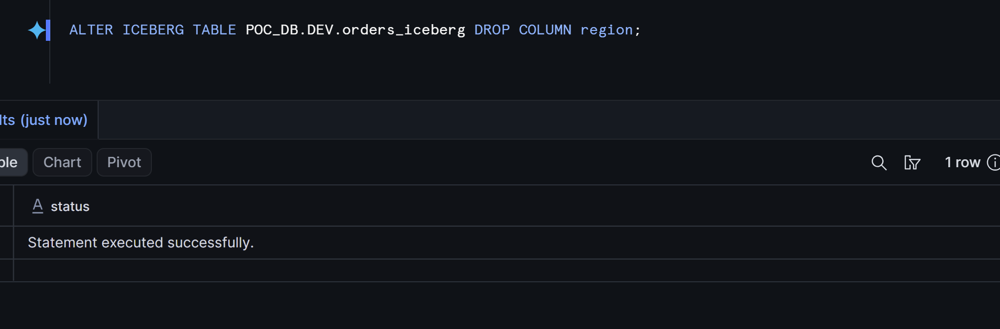 ALTER ICEBERG TABLE POC_DB.DEV.orders_iceberg DROP COLUMN region;
lts (just now)
ble
Chart
Pivot
1 row
A status
Statement executed successfully.